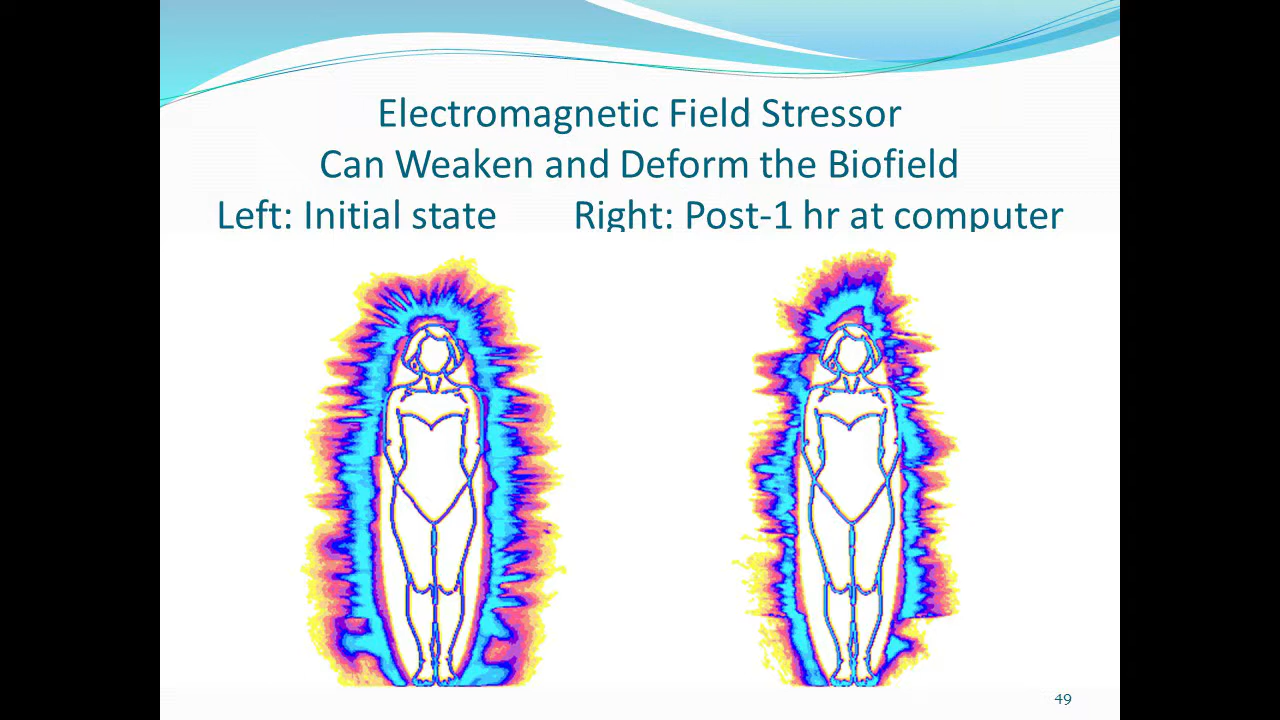 Electromagnetic Field Stressor
Can Weaken and Deform the Biofield
Left: Initial state Right: Post-1 hr at computer
49